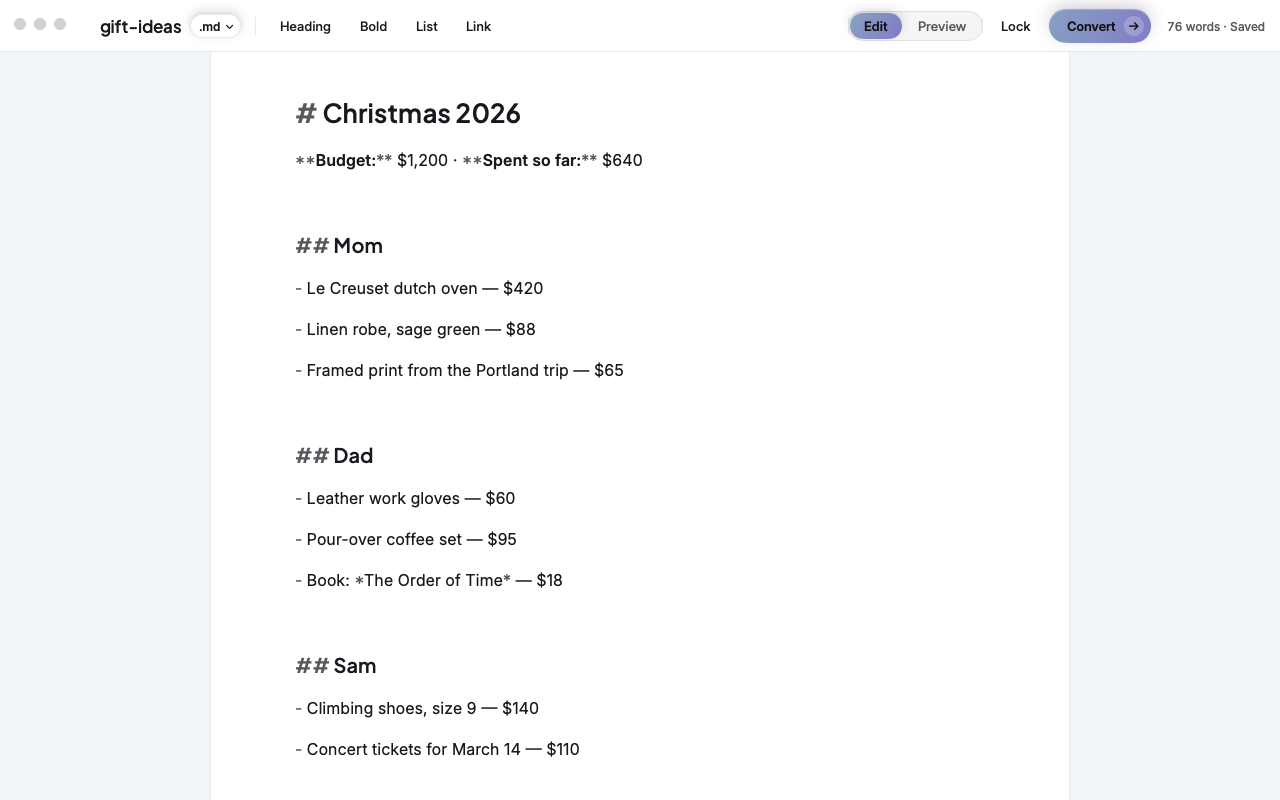 gift-ideas .md Heading Bold List Link Edit Preview Lock Convert → 76 words · Saved
# Christmas 2026
**Budget:** $1,200 · **Spent so far:** $640
## Mom
- Le Creuset dutch oven — $420
- Linen robe, sage green — $88
- Framed print from the Portland trip — $65
## Dad
- Leather work gloves — $60
- Pour-over coffee set — $95
- Book: *The Order of Time* — $18
## Sam
- Climbing shoes, size 9 — $140
- Concert tickets for March 14 — $110